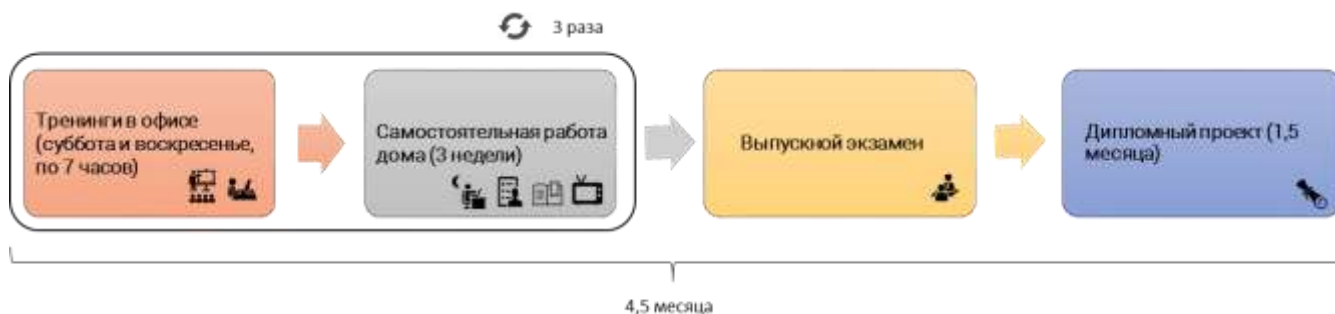 3 раза
Тренинги в офисе
(суббота и воскресенье,
по 7 часов)
Самостоятельная работа
дома (3 недели)
Выпускной экзамен
Дипломный проект (1,5
месяца)
4,5 месяца